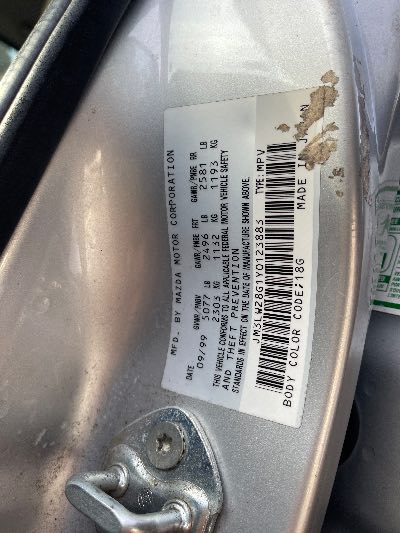 MFD. BY MAZDA MOTOR CORPORATION
DATE GVWR/PNBV GAWR/PNBE FRT GAWR/PNBE RR
09/99 5077 LB 2496 LB 2581 LB
2303 KG 1132 KG 1193 KG
THIS VEHICLE CONFORMS TO ALL APPLICABLE FEDERAL MOTOR VEHICLE SAFETY
AND THEFT PREVENTION
STANDARDS IN EFFECT ON THE DATE OF MANUFACTURE SHOWN ABOVE.
JM3LW28G1Y0123883 TYPE:MPV
BODY COLOR CODE;18G MADE IN